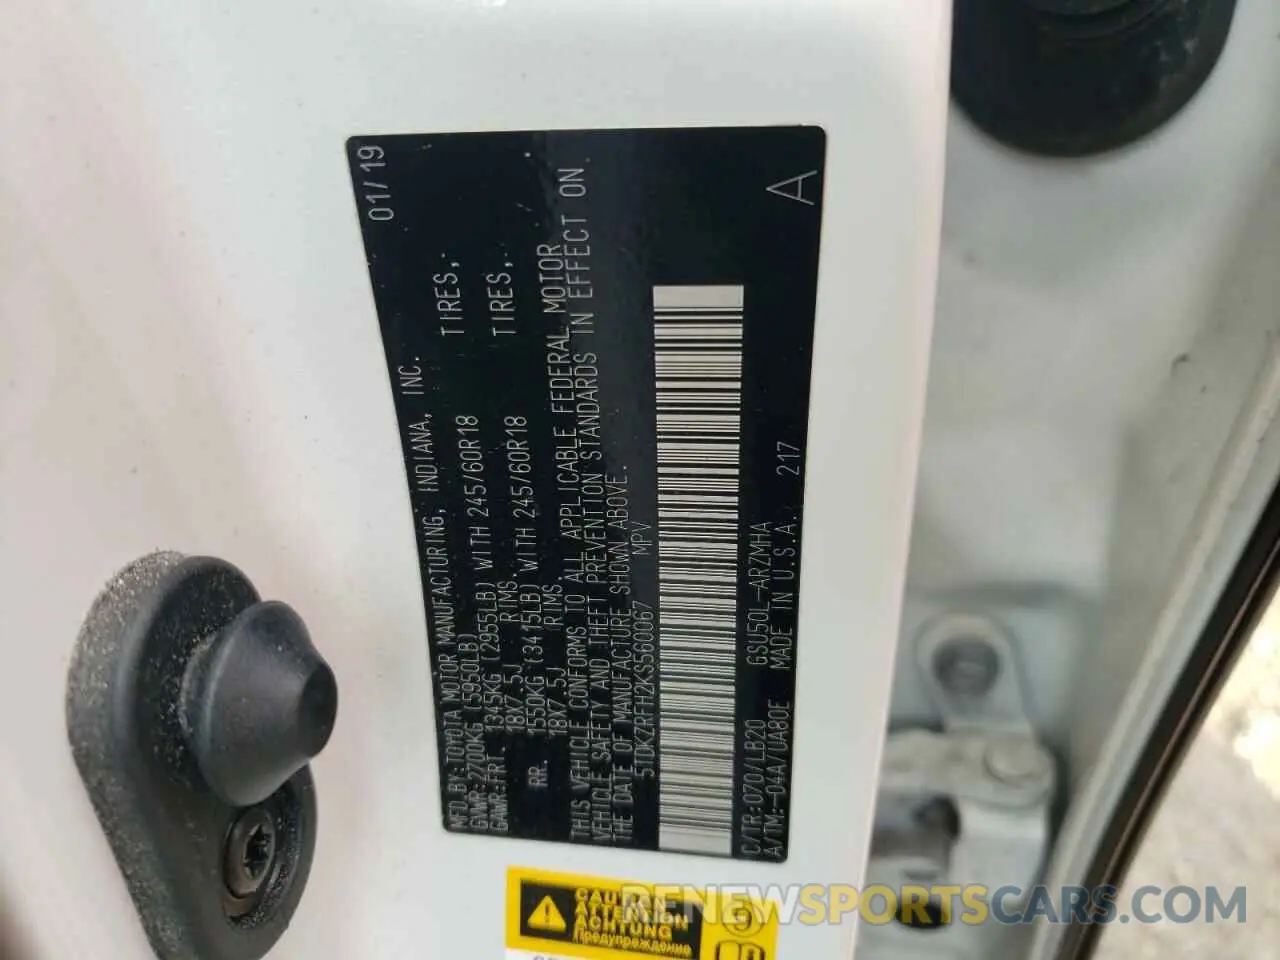 MFD.BY:TOYOTA MOTOR MANUFACTURING, INDIANA, INC. 01/19
GVWR:2700KG (5950LB)
GAWR:FRT. 1345KG (2955LB) WITH 245/60R18 TIRES,
18X7.5J RIMS.
RR. 1550KG (3415LB) WITH 245/60R18 TIRES,
18X7.5J RIMS.
THIS VEHICLE CONFORMS TO ALL APPLICABLE FEDERAL MOTOR
VEHICLE SAFETY AND THEFT PREVENTION STANDARDS IN EFFECT ON
THE DATE OF MANUFACTURE SHOWN ABOVE.
5TDKZRFH2KS560067 MPV
C/TR:070/LB20 GSU50L-ARZMHA
A/TM:-04A/UA80E MADE IN U.S.A. 217
A
CAUTION
ATTENTION
ACHTUNG
Предупреждение
RENEWSPORTSCARS.COM